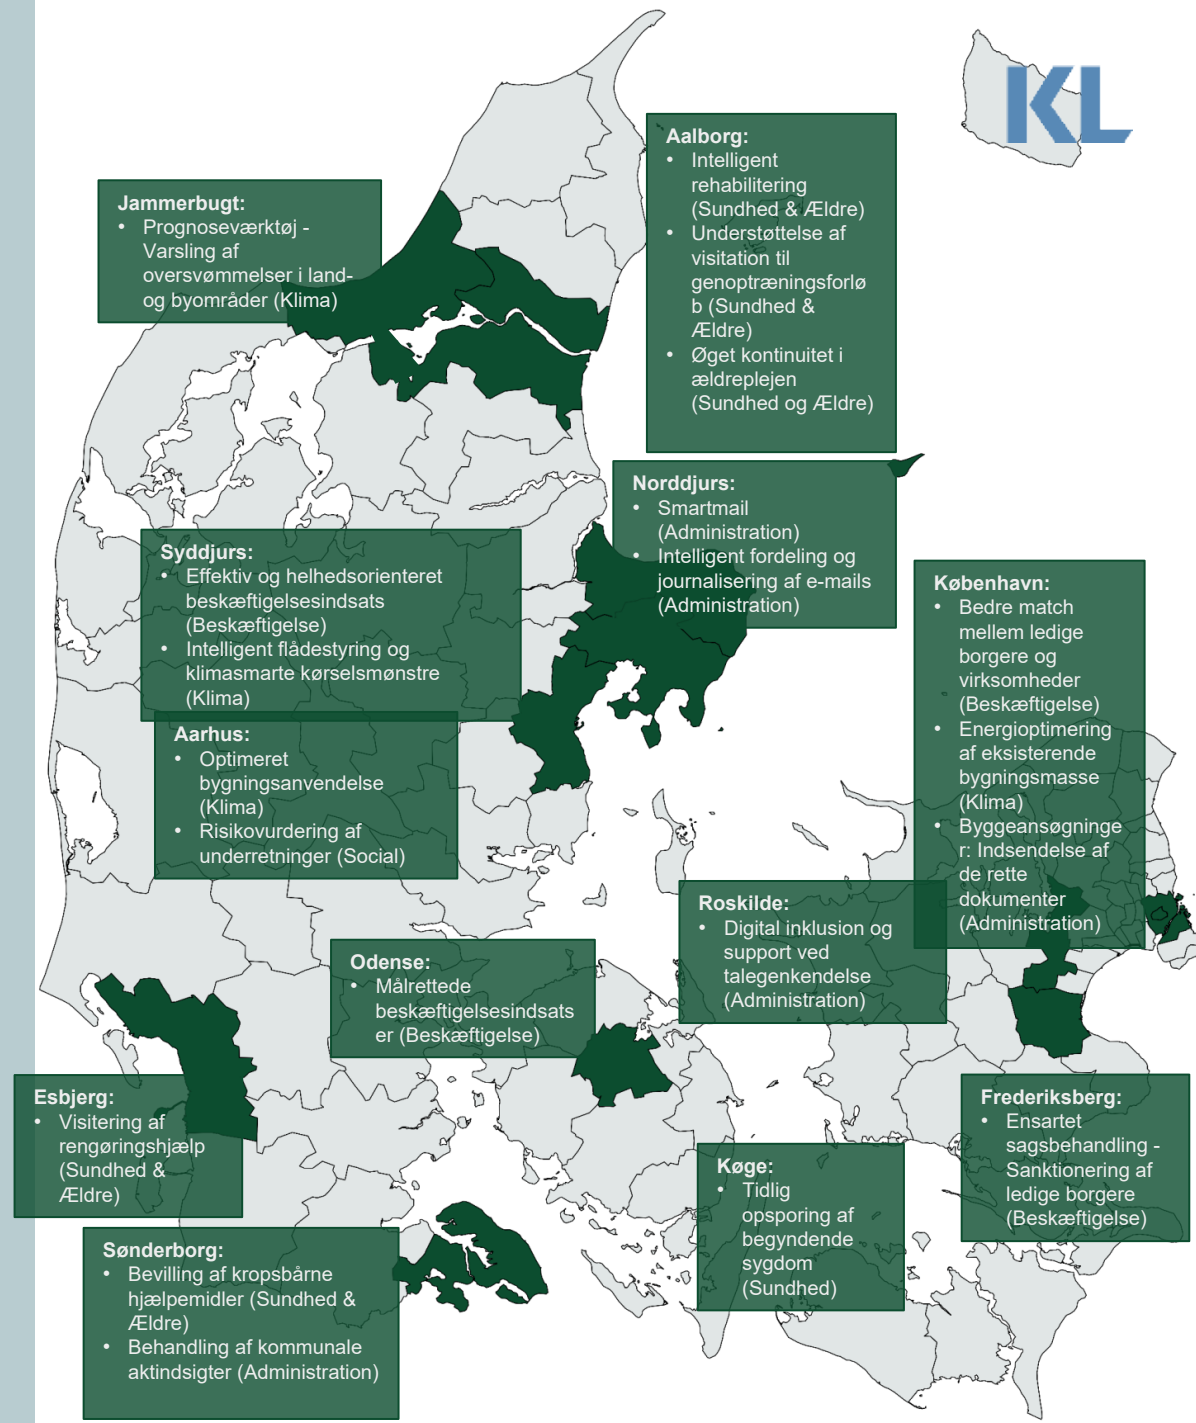 KL
Aalborg:
• Intelligent
rehabilitering
(Sundhed & Ældre)
• Understøttelse af
visitation til
genoptræningsforlø
b (Sundhed &
Ældre)
• Øget kontinuitet i
ældreplejen
(Sundhed og Ældre)
Jammerbugt:
• Prognoseværktøj -
Varsling af
oversvømmelser i land-
og byområder (Klima)
Norddjurs:
• Smartmail
(Administration)
• Intelligent fordeling og
journalisering af e-mails
(Administration)
Syddjurs:
• Effektiv og helhedsorienteret
beskæftigelsesindsats
(Beskæftigelse)
• Intelligent flådestyring og
klimasmarte kørselsmønstre
(Klima)
København:
• Bedre match
mellem ledige
borgere og
virksomheder
(Beskæftigelse)
• Energioptimering
af eksisterende
bygningsmasse
(Klima)
• Byggeansøgninge
r: Indsendelse af
de rette
dokumenter
(Administration)
Aarhus:
• Optimeret
bygningsanvendelse
(Klima)
• Risikovurdering af
underretninger (Social)
Roskilde:
• Digital inklusion og
support ved
talegenkendelse
(Administration)
Odense:
• Målrettede
beskæftigelsesindsats
er (Beskæftigelse)
Esbjerg:
• Visitering af
rengøringshjælp
(Sundhed &
Ældre)
Frederiksberg:
• Ensartet
sagsbehandling -
Sanktionering af
ledige borgere
(Beskæftigelse)
Køge:
• Tidlig
opsporing af
begyndende
sygdom
(Sundhed)
Sønderborg:
• Bevilling af kropsbårne
hjælpemidler (Sundhed &
Ældre)
• Behandling af kommunale
aktindsigter (Administration)